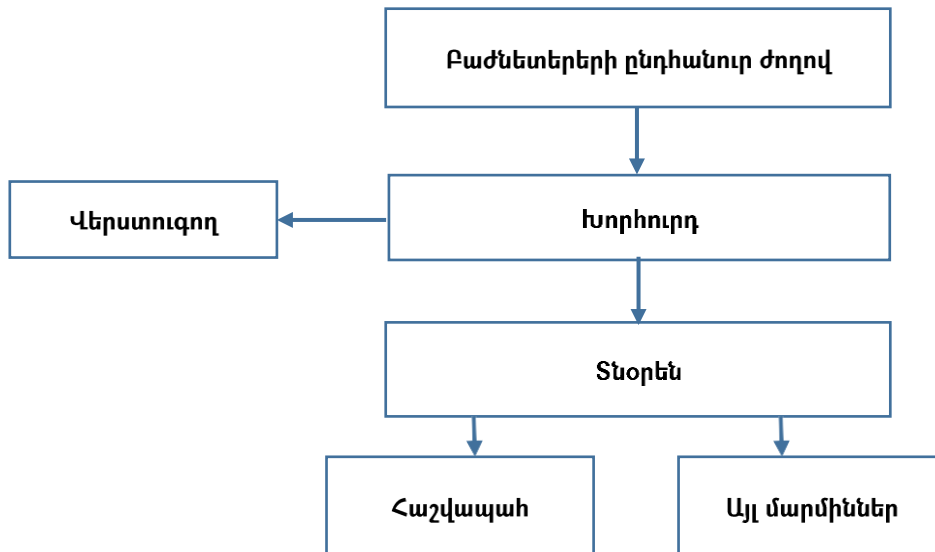 Բաժնետերերի ընդհանուր ժողով
Վերստուգող
Խորհուրդ
Տնօրեն
Հաշվապահ
Այլ մարմիններ